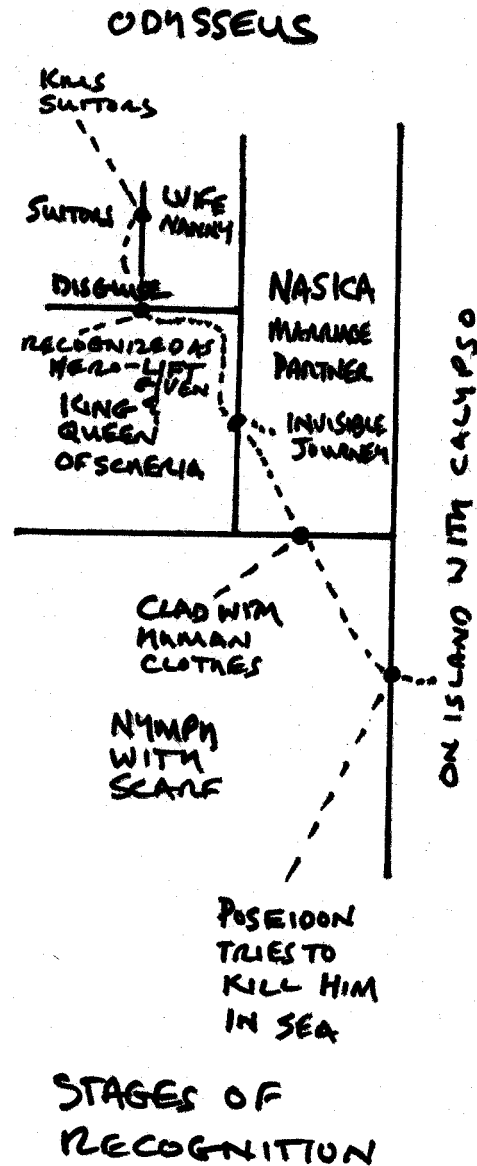 ODYSSEUS
KILLS
SUITORS
SUITORS
WIFE
NANNY
DISGUISE
NASICA
MARRIAGE
PARTNER
RECOGNIZED AS
HERO-LIFT
GIVEN
KING &
QUEEN
OF SCHERIA
INVISIBLE
JOURNEY
ON ISLAND WITH CALYPSO
CLAD WITH
HUMAN
CLOTHES
NYMPH
WITH
SCARF
POSEIDON
TRIES TO
KILL HIM
IN SEA
STAGES OF
RECOGNITION